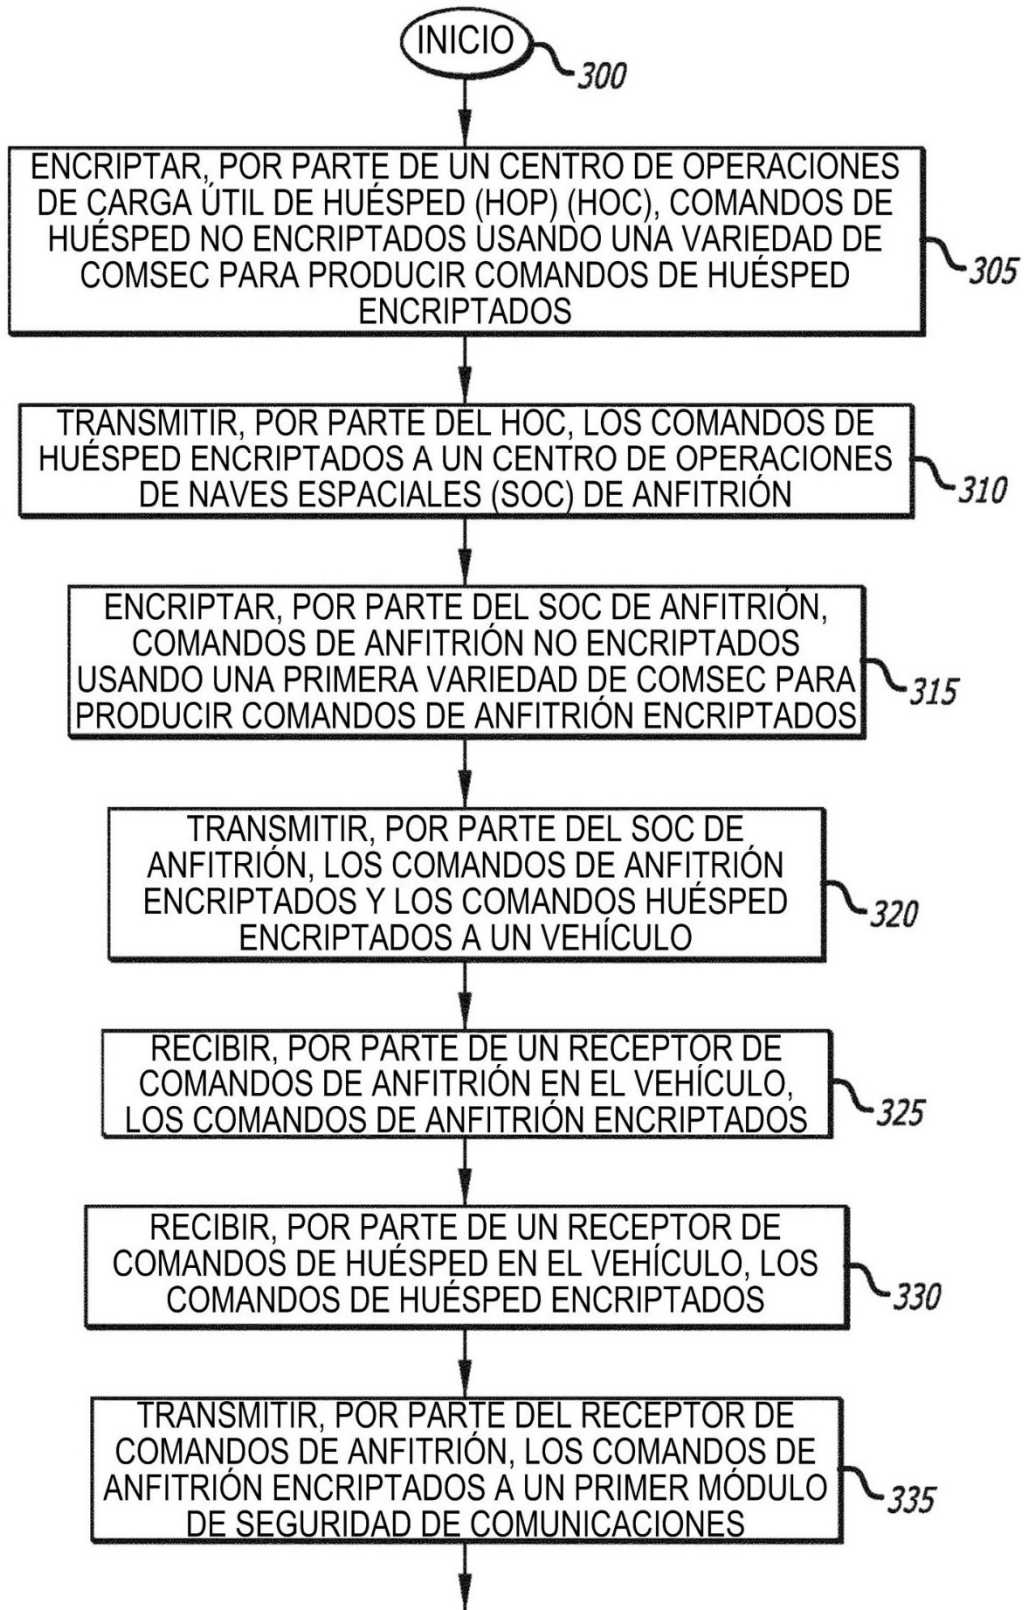 INICIO
300
ENCRIPTAR, POR PARTE DE UN CENTRO DE OPERACIONES
DE CARGA ÚTIL DE HUÉSPED (HOP) (HOC), COMANDOS DE
HUÉSPED NO ENCRIPTADOS USANDO UNA VARIEDAD DE
COMSEC PARA PRODUCIR COMANDOS DE HUÉSPED
ENCRIPTADOS
305
TRANSMITIR, POR PARTE DEL HOC, LOS COMANDOS DE
HUÉSPED ENCRIPTADOS A UN CENTRO DE OPERACIONES
DE NAVES ESPACIALES (SOC) DE ANFITRIÓN
310
ENCRIPTAR, POR PARTE DEL SOC DE ANFITRIÓN,
COMANDOS DE ANFITRIÓN NO ENCRIPTADOS
USANDO UNA PRIMERA VARIEDAD DE COMSEC PARA
PRODUCIR COMANDOS DE ANFITRIÓN ENCRIPTADOS
315
TRANSMITIR, POR PARTE DEL SOC DE
ANFITRIÓN, LOS COMANDOS DE ANFITRIÓN
ENCRIPTADOS Y LOS COMANDOS HUÉSPED
ENCRIPTADOS A UN VEHÍCULO
320
RECIBIR, POR PARTE DE UN RECEPTOR DE
COMANDOS DE ANFITRIÓN EN EL VEHÍCULO,
LOS COMANDOS DE ANFITRIÓN ENCRIPTADOS
325
RECIBIR, POR PARTE DE UN RECEPTOR DE
COMANDOS DE HUÉSPED EN EL VEHÍCULO, LOS
COMANDOS DE HUÉSPED ENCRIPTADOS
330
TRANSMITIR, POR PARTE DEL RECEPTOR DE
COMANDOS DE ANFITRIÓN, LOS COMANDOS DE
ANFITRIÓN ENCRIPTADOS A UN PRIMER MÓDULO
DE SEGURIDAD DE COMUNICACIONES
335